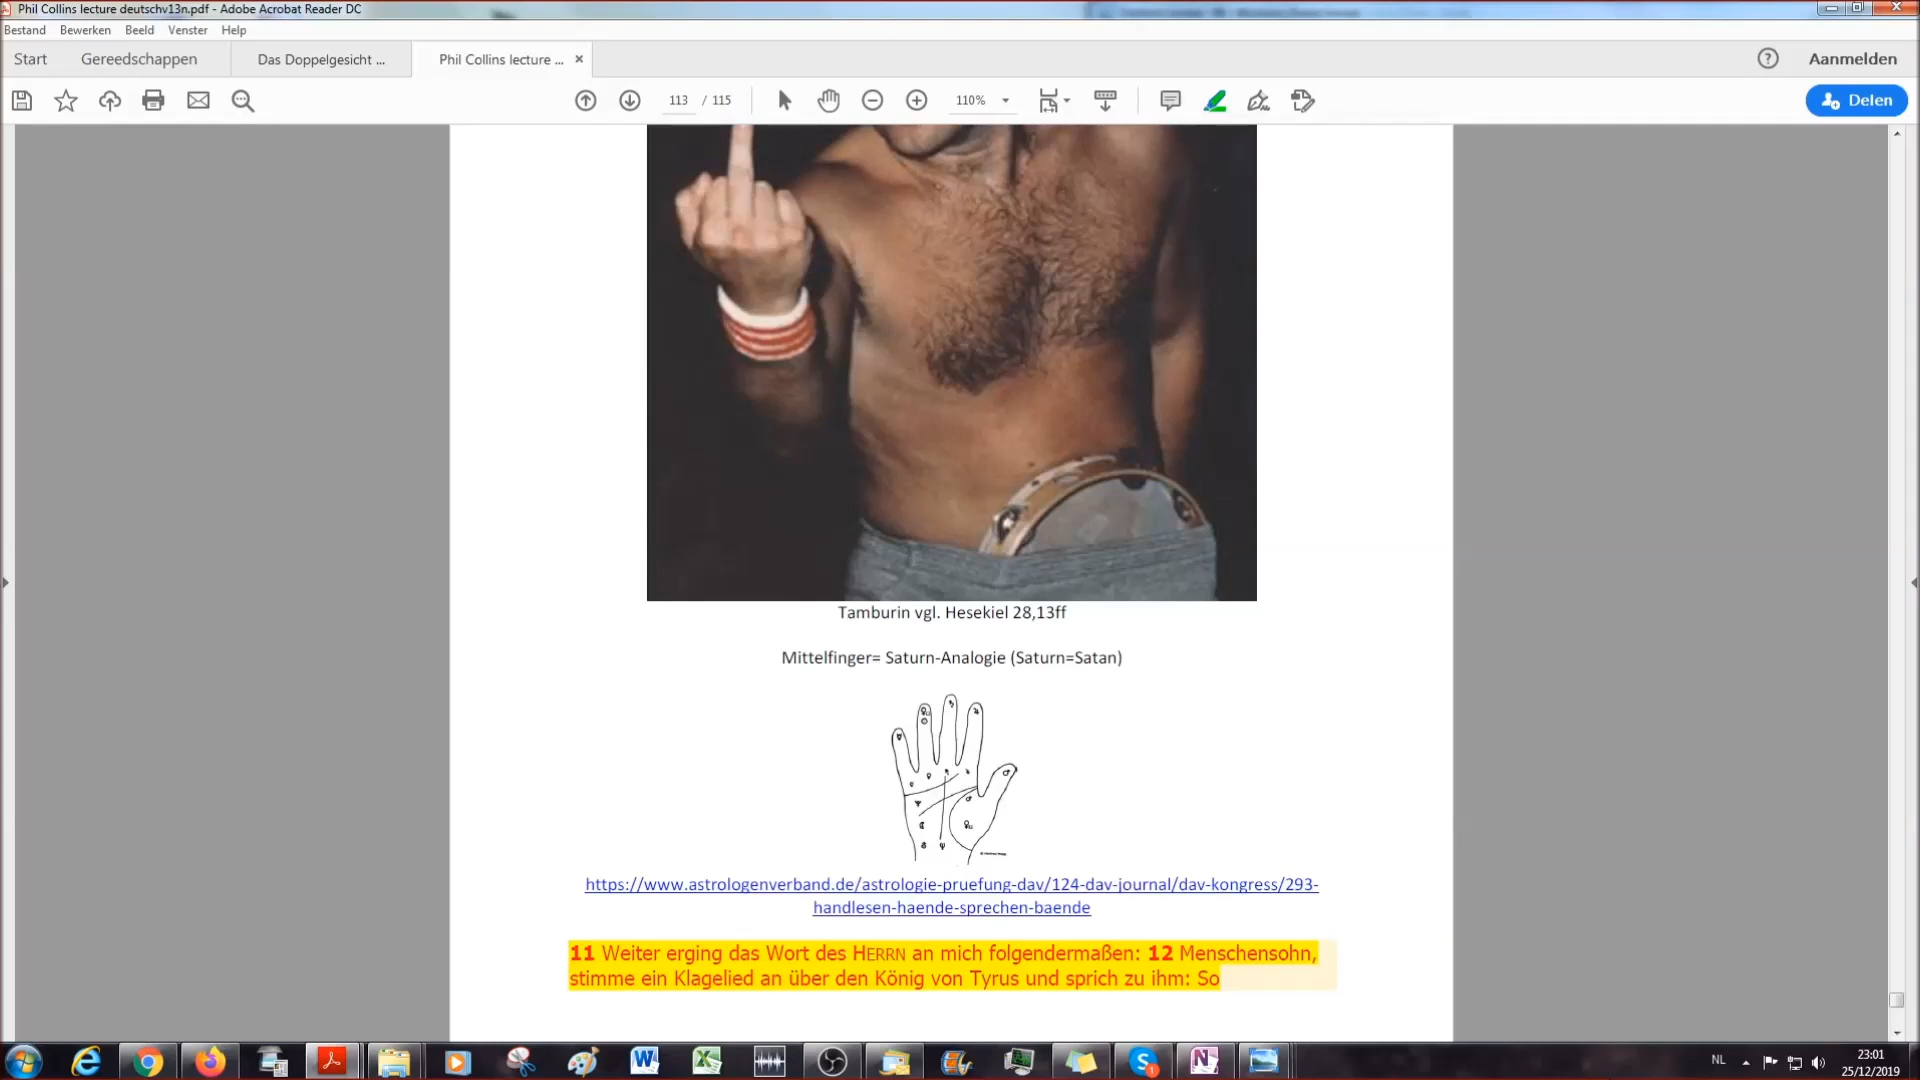 Phil Collins lecture deutschv13n.pdf - Adobe Acrobat Reader DC
Bestand Bewerken Beeld Venster Help
Start Gereedschappen Das Doppelgesicht ... Phil Collins lecture ... × Aanmelden
113 / 115 110% Delen
Tamburin vgl. Hesekiel 28,13ff
Mittelfinger= Saturn-Analogie (Saturn=Satan)
https://www.astrologenverband.de/astrologie-pruefung-dav/124-dav-journal/dav-kongress/293-
handlesen-haende-sprechen-baende
11 Weiter erging das Wort des HERRN an mich folgendermaßen: 12 Menschensohn,
stimme ein Klagelied an über den König von Tyrus und sprich zu ihm: So
NL 23:01
25/12/2019